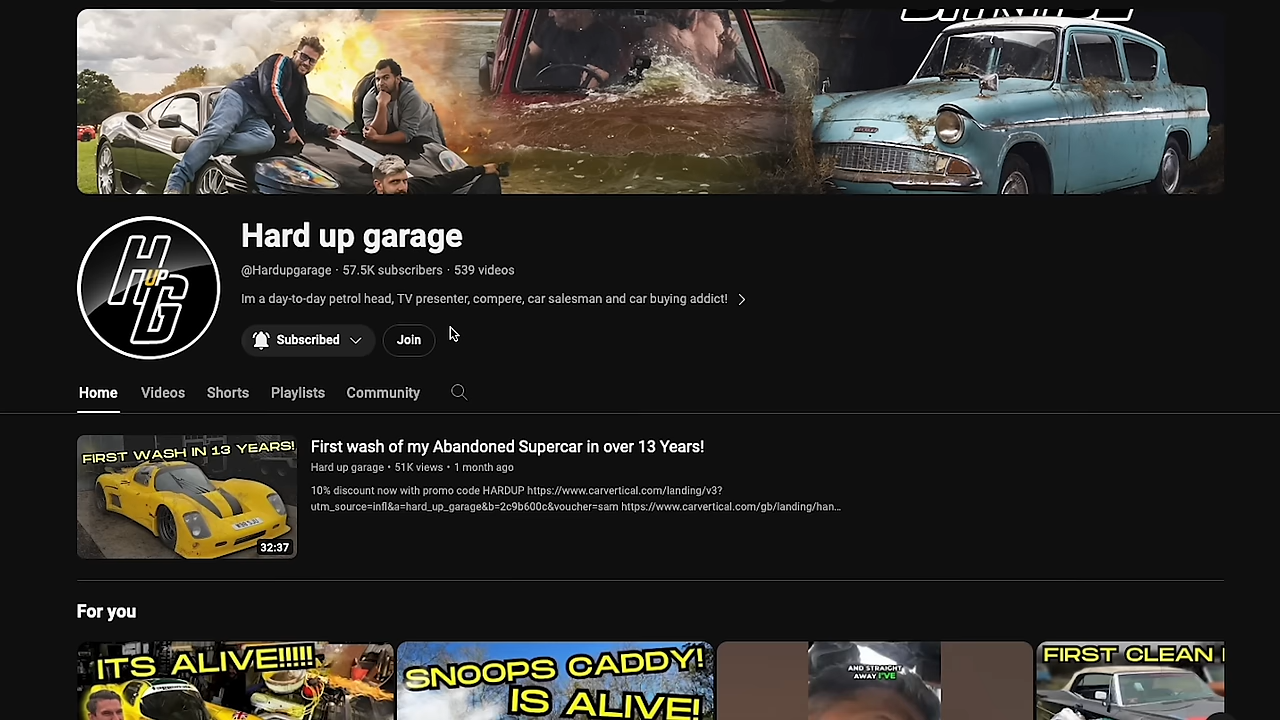 Hard up garage
@Hardupgarage · 57.5K subscribers · 539 videos
Im a day-to-day petrol head, TV presenter, compere, car salesman and car buying addict!
HUPG
Subscribed
Join
Home
Videos
Shorts
Playlists
Community
FIRST WASH IN 13 YEARS!
32:37
First wash of my Abandoned Supercar in over 13 Years!
Hard up garage • 51K views • 1 month ago
10% discount now with promo code HARDUP https://www.carvertical.com/landing/v3?
utm_source=infl&a=hard_up_garage&b=2c9b600c&voucher=sam https://www.carvertical.com/gb/landing/han…
For you
ITS ALIVE!!!!!
SNOOPS CADDY!
IS ALIVE!
AND STRAIGHT
AWAY I'VE
FIRST CLEAN